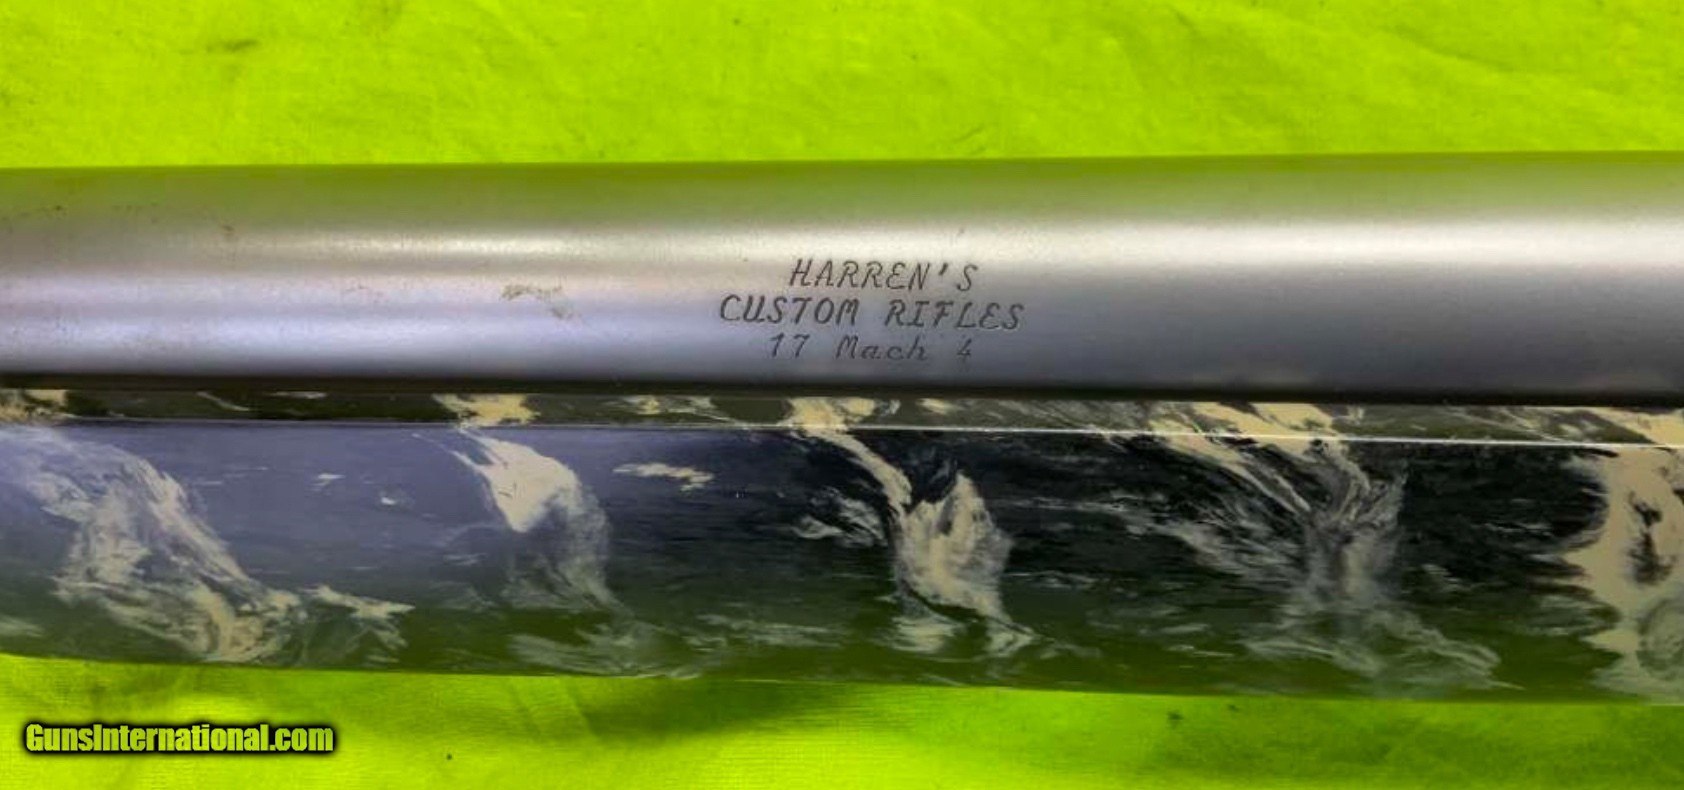 HARREN'S
CUSTOM RIFLES
17 Mach 4
GunsInternational.com